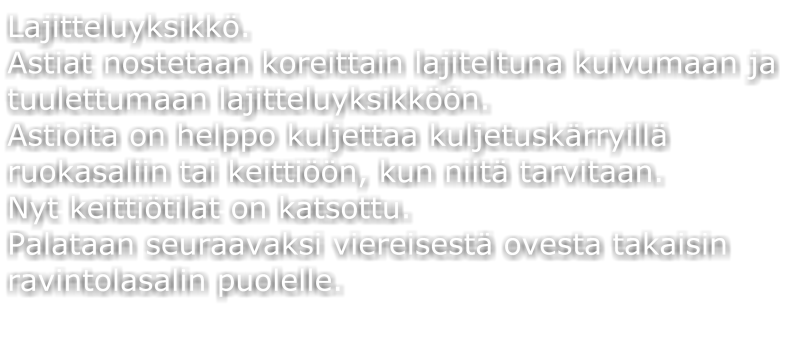 Lajitteluyksikkö.
Astiat nostetaan koreittain lajiteltuna kuivumaan ja
tuulettumaan lajitteluyksikköön.
Astioita on helppo kuljettaa kuljetuskärryillä
ruokasaliin tai keittiöön, kun niitä tarvitaan.
Nyt keittiötilat on katsottu.
Palataan seuraavaksi viereisestä ovesta takaisin
ravintolasalin puolelle.